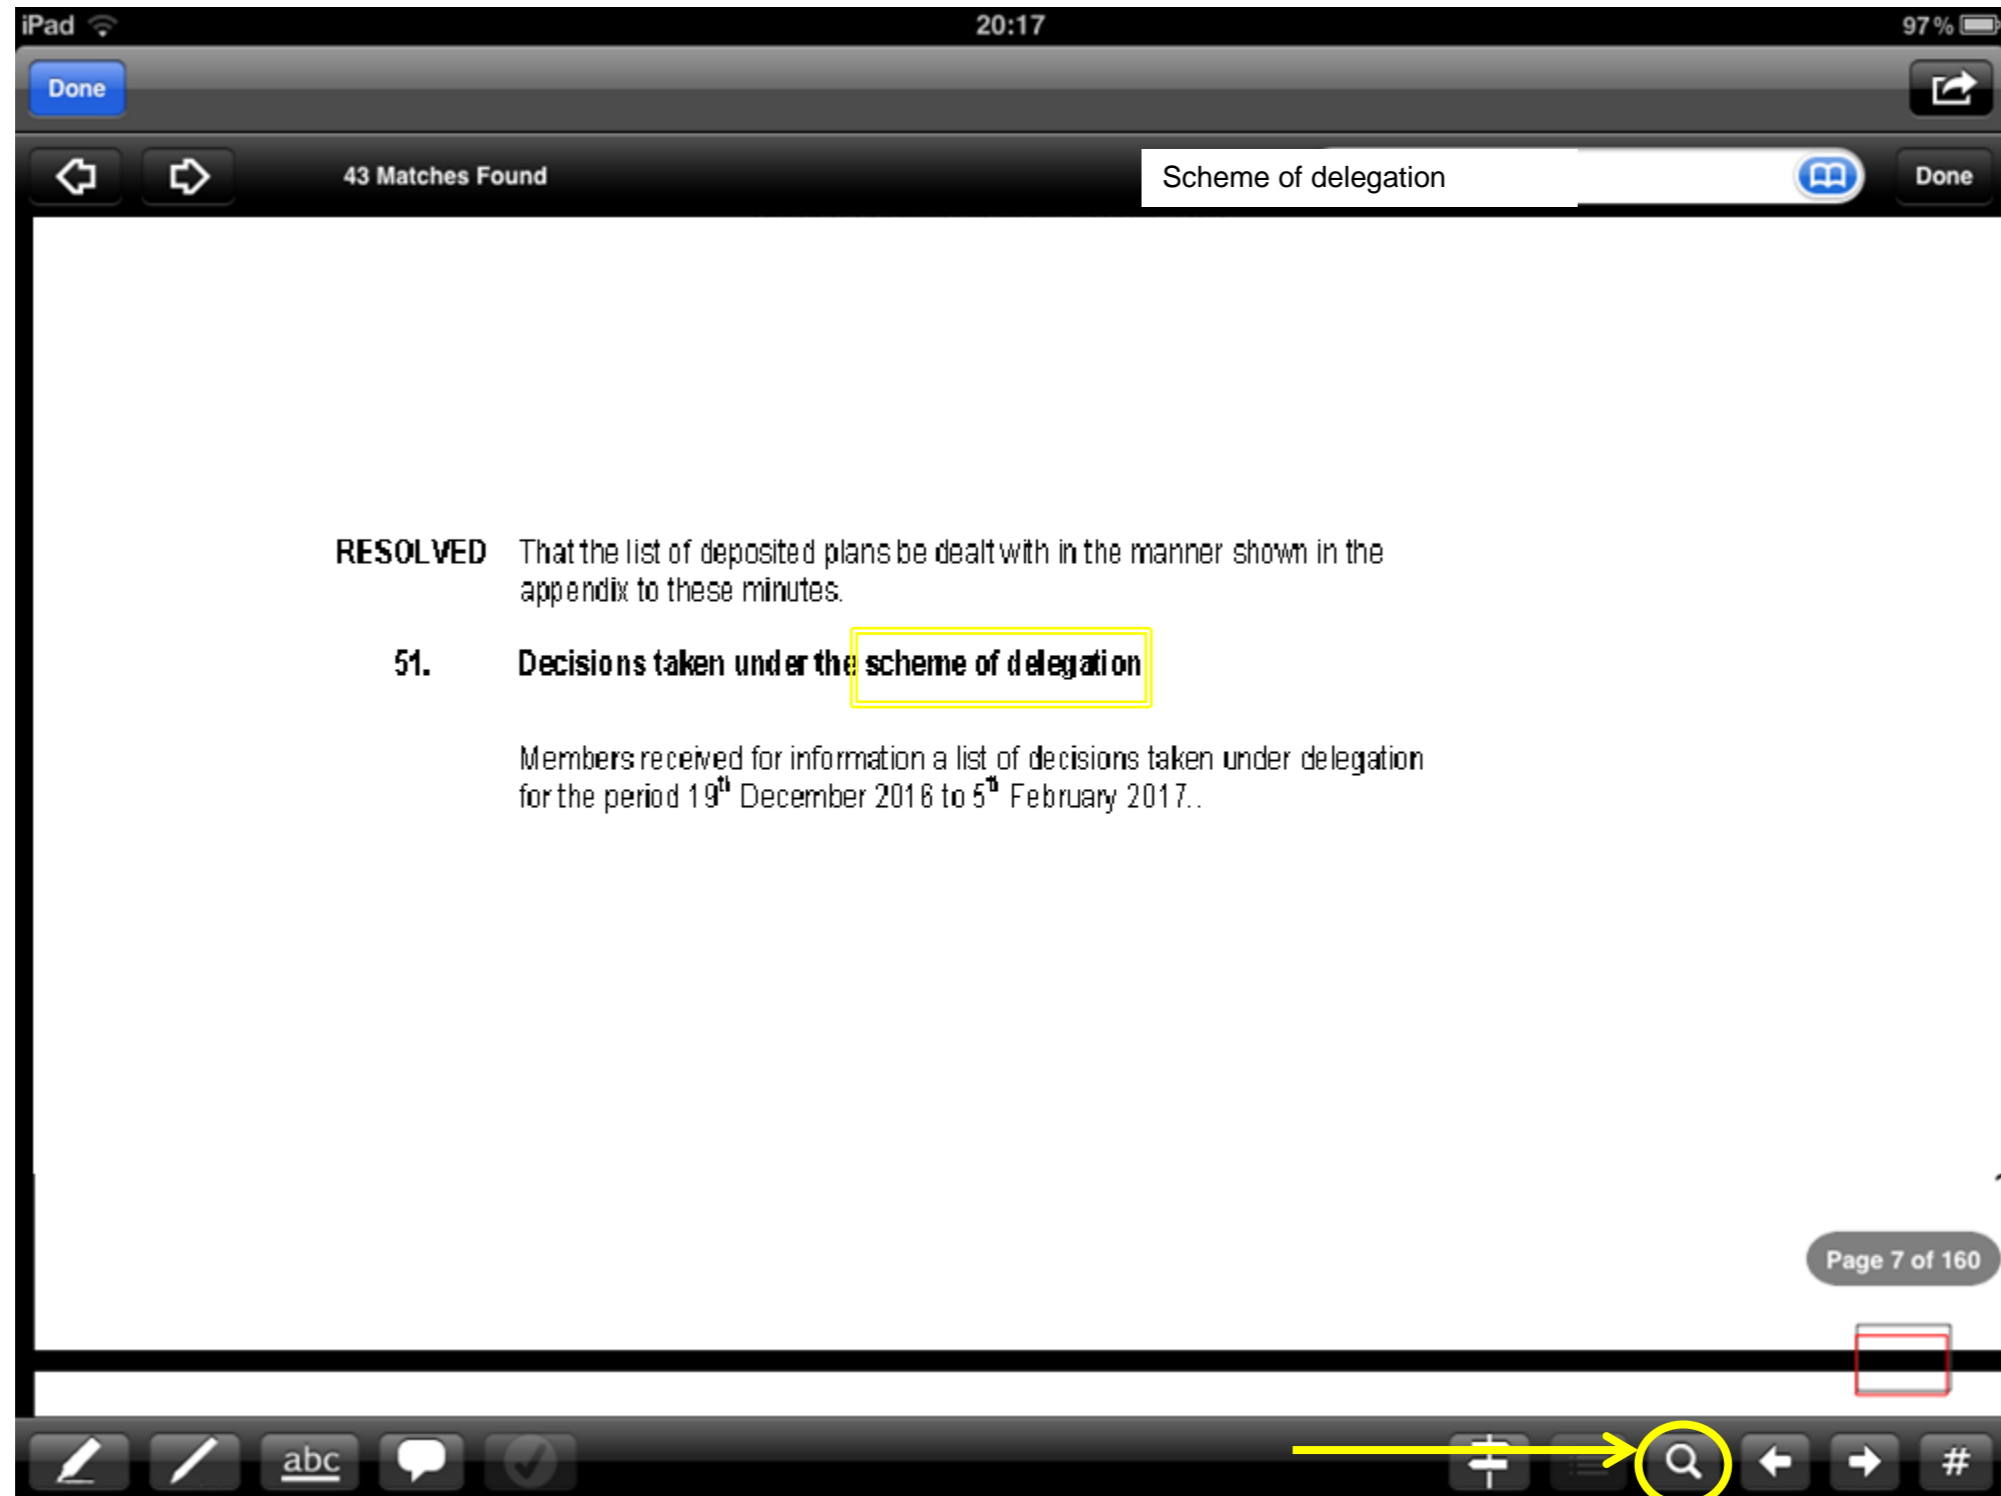 iPad 20:17 97%
Done
43 Matches Found Scheme of delegation Done
RESOLVED That the list of deposited plans be dealt with in the manner shown in the
appendix to these minutes.
51. Decisions taken under the scheme of delegation
Members received for information a list of decisions taken under delegation
for the period 19th December 2016 to 5th February 2017..
Page 7 of 160
abc #